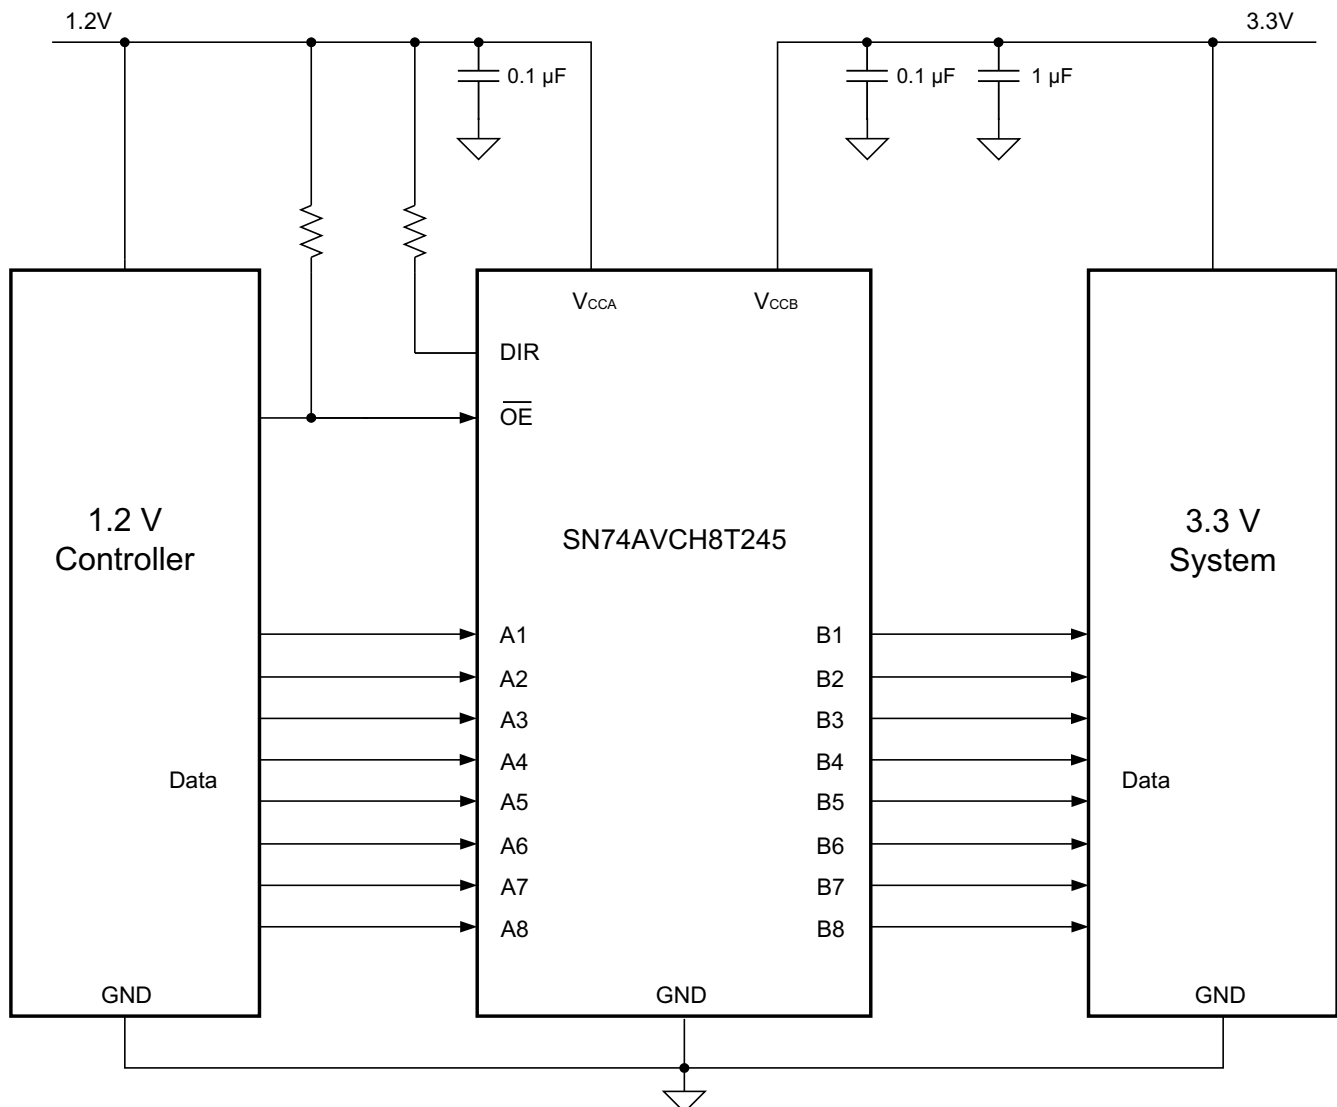 1.2V
3.3V
0.1 µF
0.1 µF
1 µF
VCCA
VCCB
DIR
OE
1.2 V
Controller
SN74AVCH8T245
3.3 V
System
A1
A2
A3
A4
A5
A6
A7
A8
B1
B2
B3
B4
B5
B6
B7
B8
Data
Data
GND
GND
GND